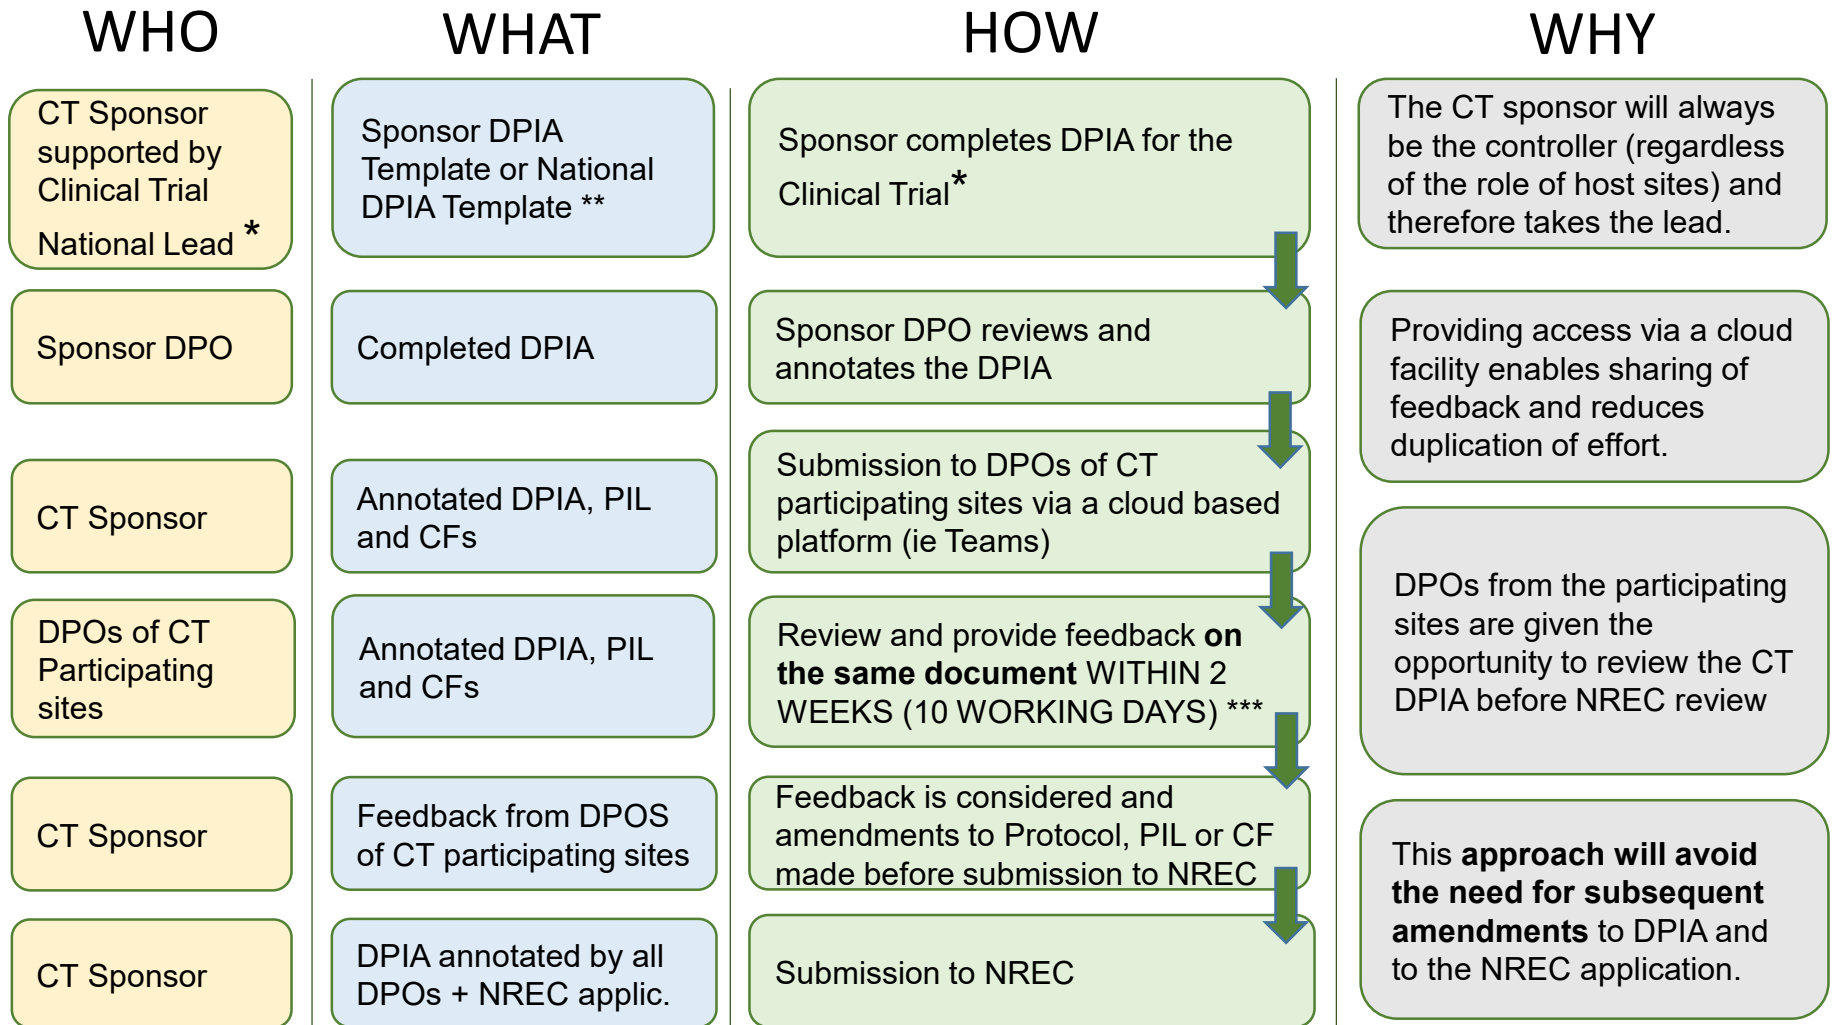 WHO
WHAT
HOW
WHY
CT Sponsor
supported by
Clinical Trial
National Lead *
Sponsor DPIA
Template or National
DPIA Template **
Sponsor completes DPIA for the
Clinical Trial*
The CT sponsor will always
be the controller (regardless
of the role of host sites) and
therefore takes the lead.
Sponsor DPO
Completed DPIA
Sponsor DPO reviews and
annotates the DPIA
Providing access via a cloud
facility enables sharing of
feedback and reduces
duplication of effort.
CT Sponsor
Annotated DPIA, PIL
and CFs
Submission to DPOs of CT
participating sites via a cloud based
platform (ie Teams)
DPOs of CT
Participating
sites
Annotated DPIA, PIL
and CFs
Review and provide feedback on
the same document WITHIN 2
WEEKS (10 WORKING DAYS) ***
DPOs from the participating
sites are given the
opportunity to review the CT
DPIA before NREC review
CT Sponsor
Feedback from DPOS
of CT participating sites
Feedback is considered and
amendments to Protocol, PIL or CF
made before submission to NREC
This approach will avoid
the need for subsequent
amendments to DPIA and
to the NREC application.
CT Sponsor
DPIA annotated by all
DPOs + NREC applic.
Submission to NREC